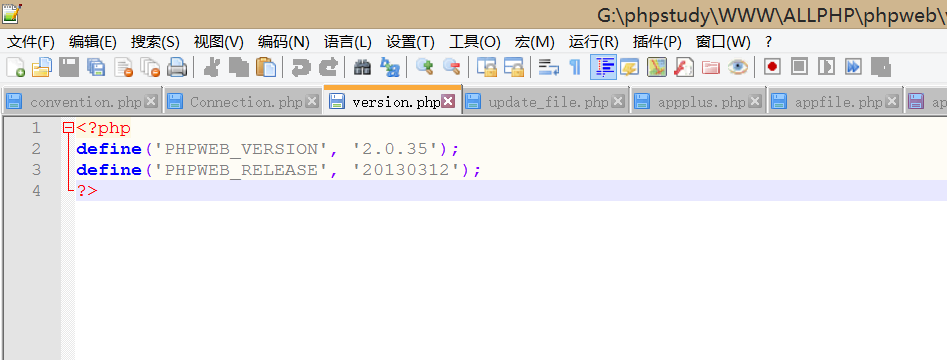 G:\phpstudy\WWW\ALLPHP\phpweb\
文件(F) 编辑(E) 搜索(S) 视图(V) 编码(N) 语言(L) 设置(T) 工具(O) 宏(M) 运行(R) 插件(P) 窗口(W) ?
convention.php Connection.php version.php update_file.php appplus.php appfile.php ap
1 <?php
2 define('PHPWEB_VERSION', '2.0.35');
3 define('PHPWEB_RELEASE', '20130312');
4 ?>